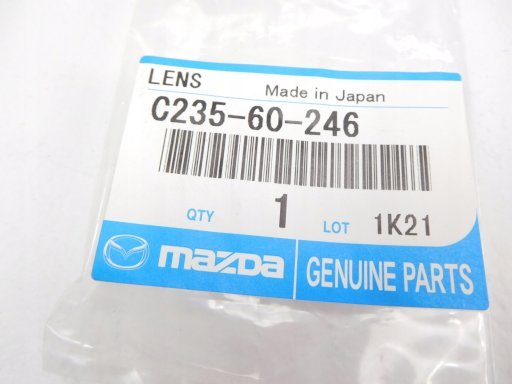 LENS Made in Japan
C235-60-246
QTY 1 LOT 1K21
mazda GENUINE PARTS